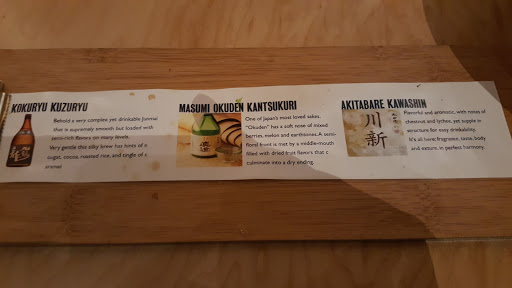 KOKURYU KUZURYU
Behold a very complex yet drinkable Junmai
that is supremely smooth but loaded with
semi-rich flavors on many levels.
Very gentle this silky brew has hints of n
ougat, cocoa, roasted rice, and tingle of c
aramel
MASUMI OKUDEN KANTSUKURI
One of Japan's most loved sakes,
"Okuden" has a soft nose of mixed
berries, melon and earthiness. A semi-
floral front is met by a middle-mouth
filled with dried fruit flavors that c
ulminate into a dry ending.
AKITABARE KAWASHIN
Flavorful and aromatic, with notes of
chestnut and lychee, yet supple in
structure for easy drinkability.
It's all here: fragrance, taste, body
and texture, in perfect harmony.
川新